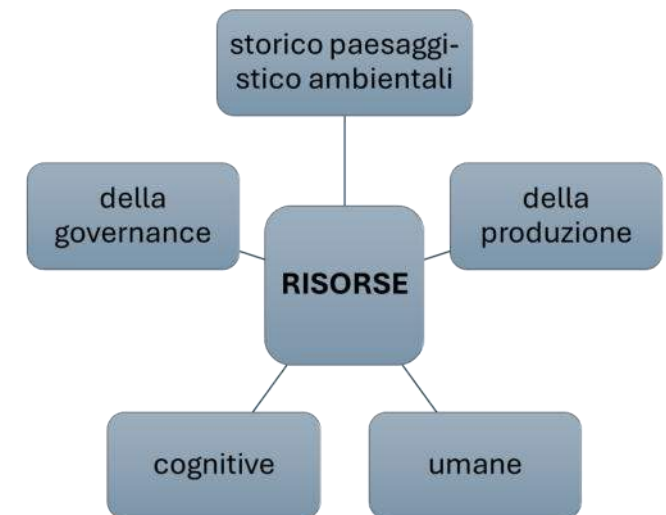 storico paesaggi-
stico ambientali
della
governance
della
produzione
RISORSE
cognitive
umane